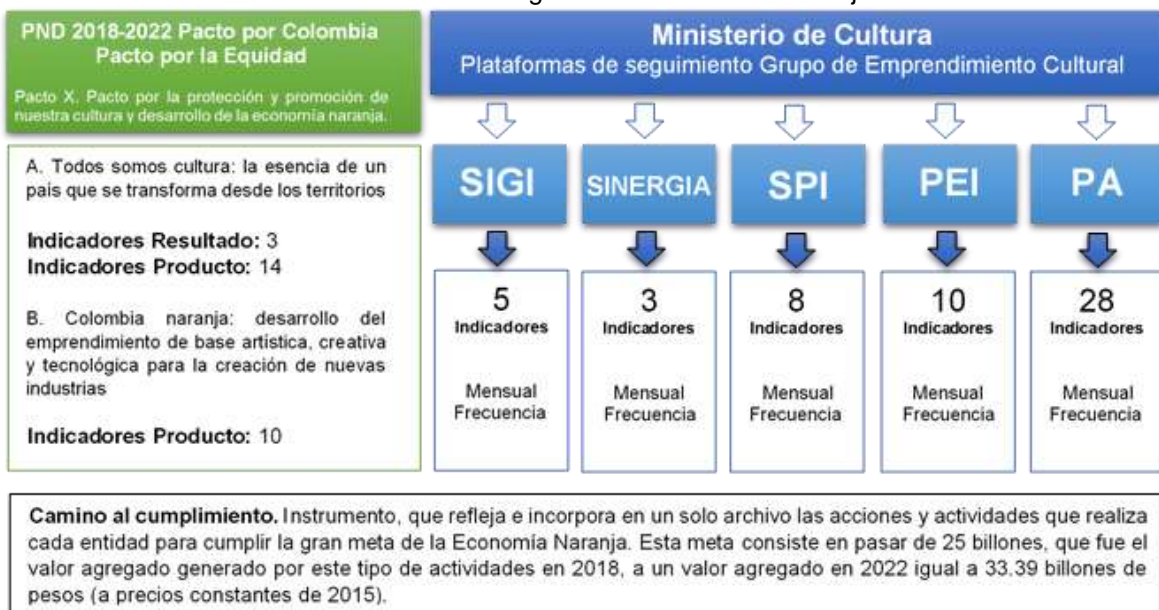 PND 2018-2022 Pacto por Colombia
Pacto por la Equidad
Pacto X. Pacto por la protección y promoción de
nuestra cultura y desarrollo de la economía naranja.
A. Todos somos cultura: la esencia de un
país que se transforma desde los territorios
Indicadores Resultado: 3
Indicadores Producto: 14
B. Colombia naranja: desarrollo del
emprendimiento de base artística, creativa
y tecnológica para la creación de nuevas
industrias
Indicadores Producto: 10
Ministerio de Cultura
Plataformas de seguimiento Grupo de Emprendimiento Cultural
SIGI
SINERGIA
SPI
PEI
PA
5
Indicadores
Mensual
Frecuencia
3
Indicadores
Mensual
Frecuencia
8
Indicadores
Mensual
Frecuencia
10
Indicadores
Mensual
Frecuencia
28
Indicadores
Mensual
Frecuencia
Camino al cumplimiento. Instrumento, que refleja e incorpora en un solo archivo las acciones y actividades que realiza
cada entidad para cumplir la gran meta de la Economía Naranja. Esta meta consiste en pasar de 25 billones, que fue el
valor agregado generado por este tipo de actividades en 2018, a un valor agregado en 2022 igual a 33,39 billones de
pesos (a precios constantes de 2015).